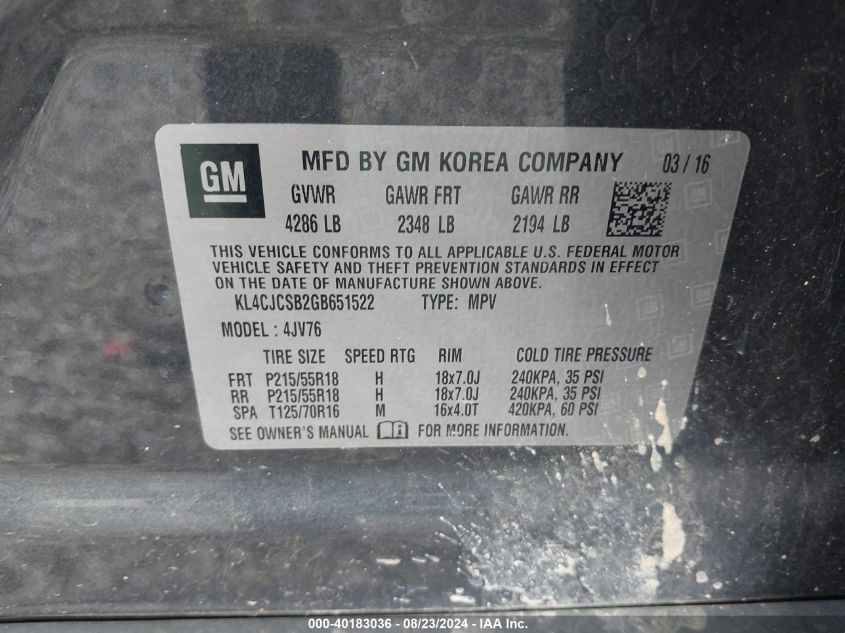 GM
MFD BY GM KOREA COMPANY 03 / 16
GVWR GAWR FRT GAWR RR
4286 LB 2348 LB 2194 LB
THIS VEHICLE CONFORMS TO ALL APPLICABLE U.S. FEDERAL MOTOR
VEHICLE SAFETY AND THEFT PREVENTION STANDARDS IN EFFECT
ON THE DATE OF MANUFACTURE SHOWN ABOVE.
KL4CJCSB2GB651522 TYPE: MPV
MODEL : 4JV76
TIRE SIZE SPEED RTG RIM COLD TIRE PRESSURE
FRT P215/55R18 H 18x7.0J 240KPA, 35 PSI
RR P215/55R18 H 18x7.0J 240KPA, 35 PSI
SPA T125/70R16 M 16x4.0T 420KPA, 60 PSI
SEE OWNER'S MANUAL i FOR MORE INFORMATION.
000-40183036 - 08/23/2024 - IAA Inc.